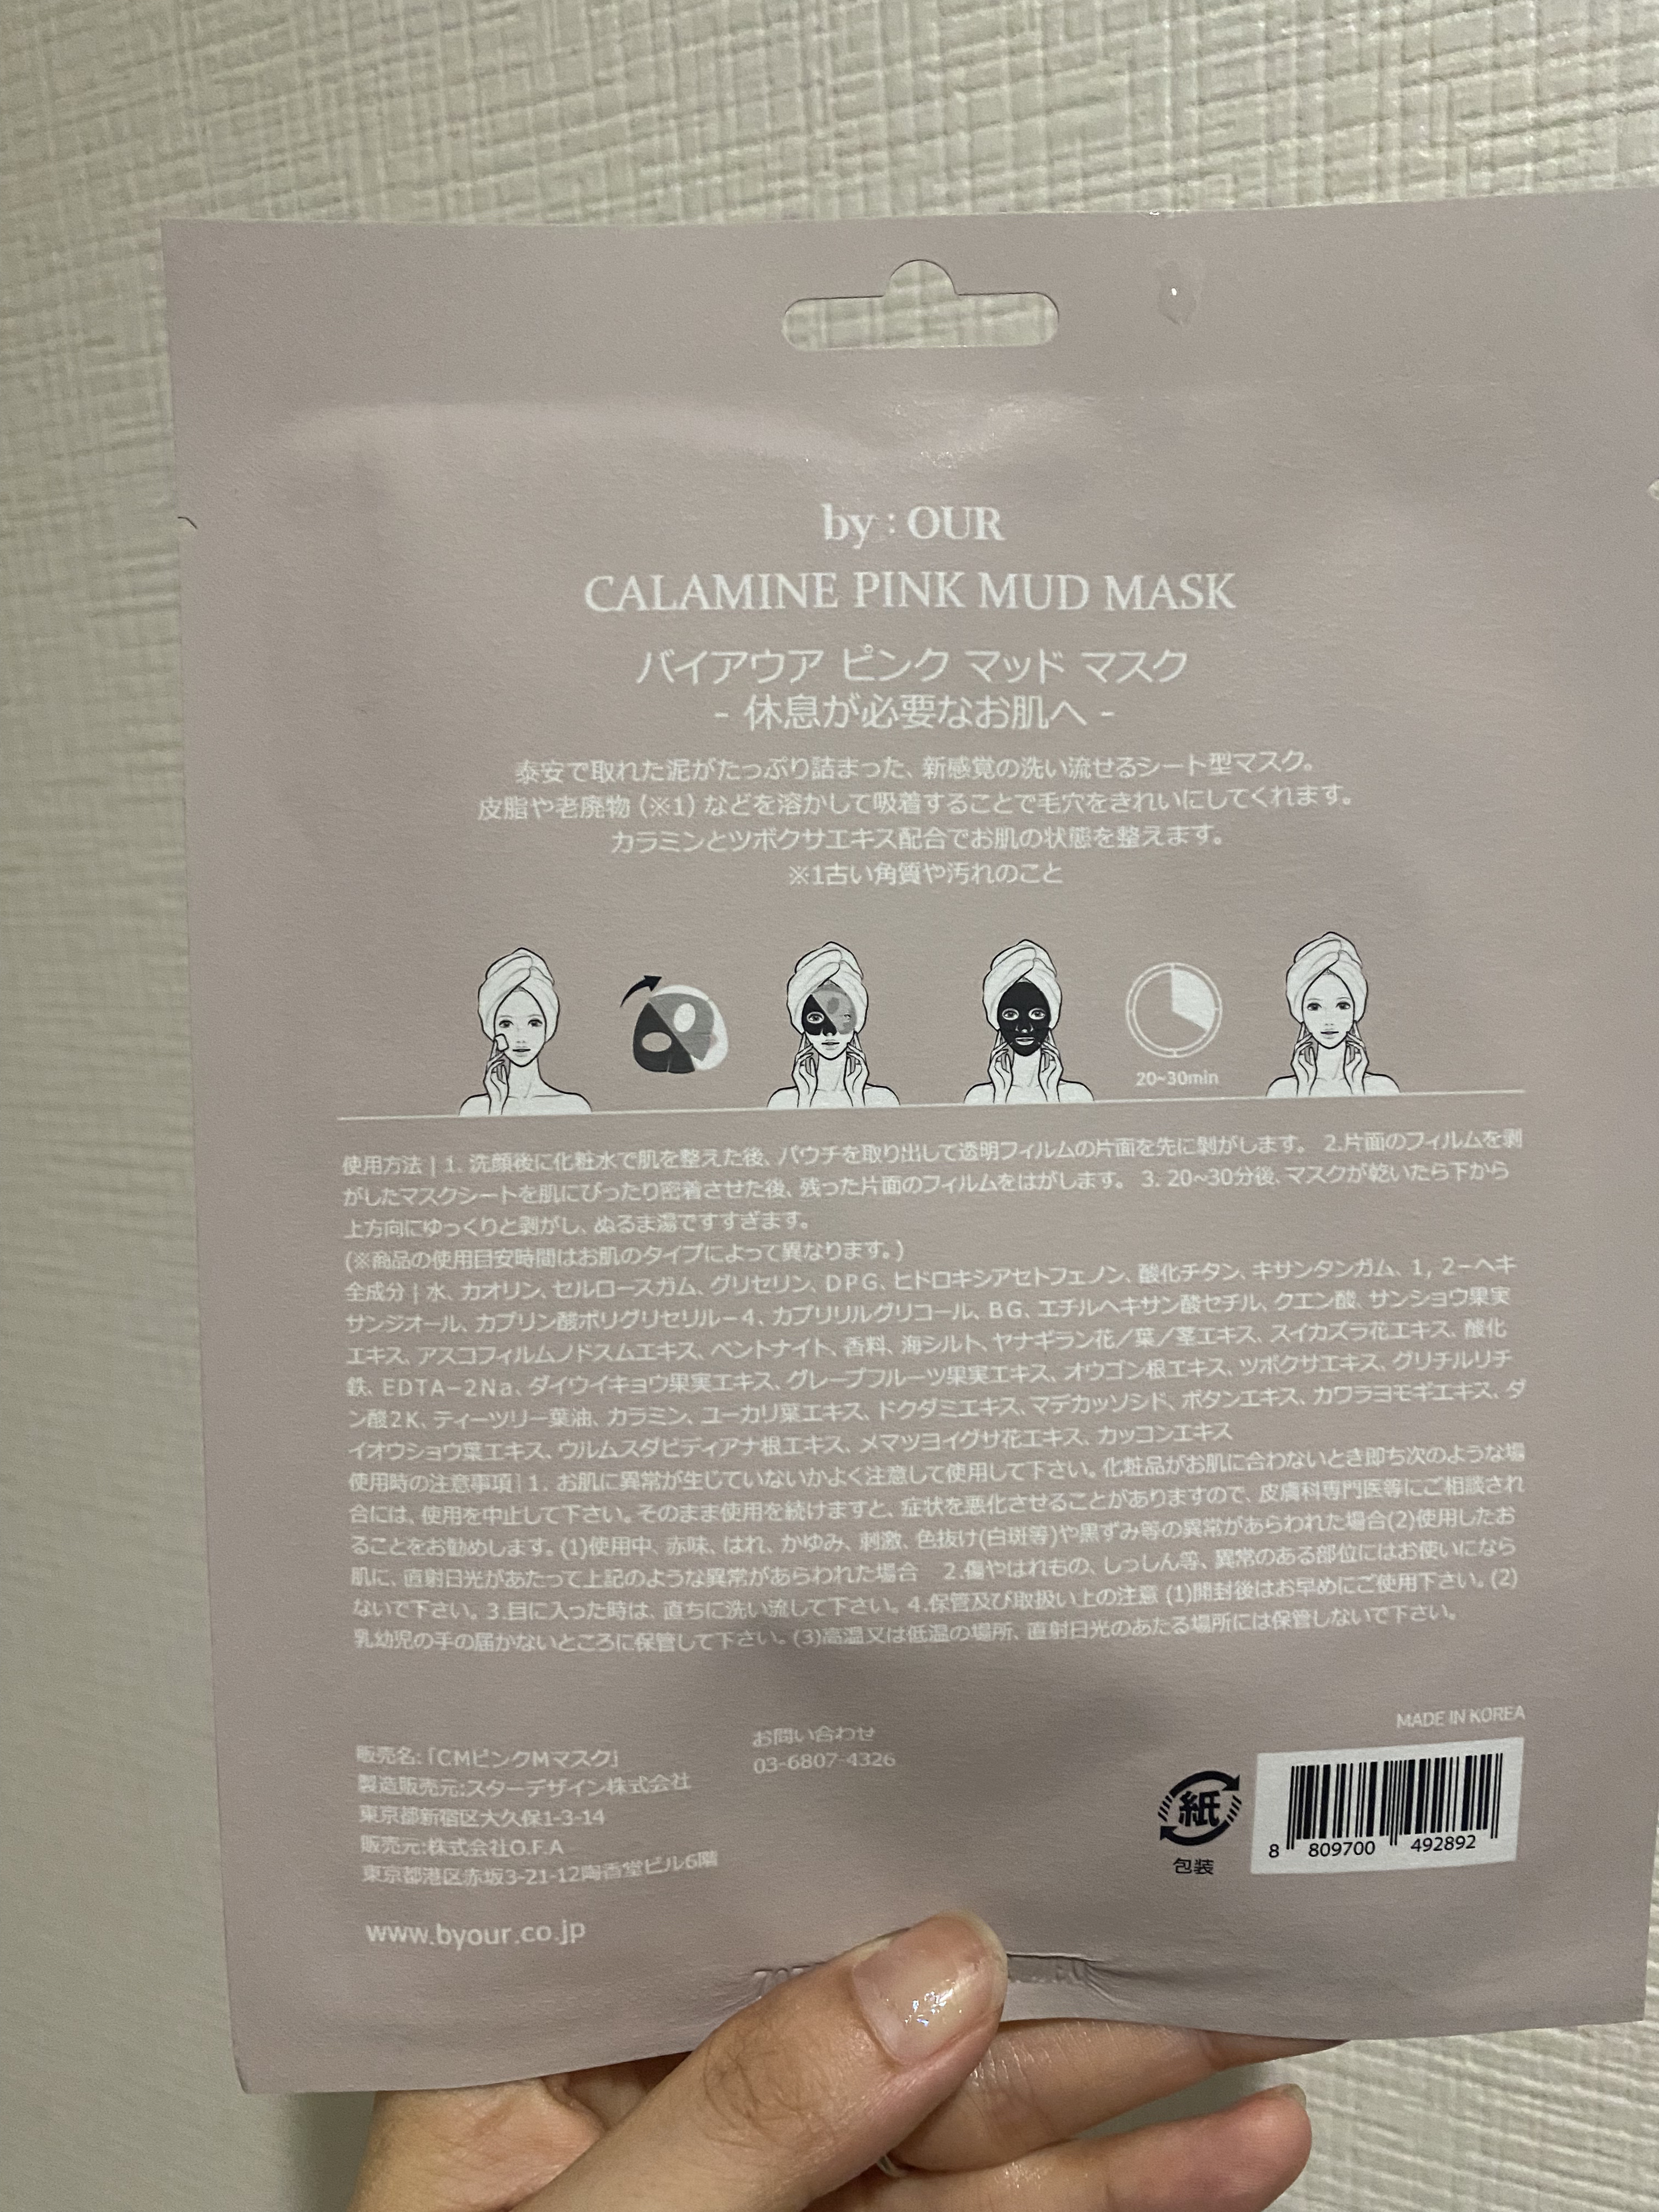 by : OUR
CALAMINE PINK MUD MASK
バイアウア ピンク マッド マスク
- 休息が必要なお肌へ -
泰安で取れた泥がたっぷり詰まった、新感覚の洗い流せるシート型マスク。
皮脂や老廃物（※1）などを溶かして吸着することで毛穴をきれいにしてくれます。
カラミンとツボクサエキス配合でお肌の状態を整えます。
※1古い角質や汚れのこと
20~30min
使用方法 | 1. 洗顔後に化粧水で肌を整えた後、パウチを取り出して透明フィルムの片面を先に剝がします。 2.片面のフィルムを剝
がしたマスクシートを肌にぴったり密着させた後、残った片面のフィルムをはがします。 3. 20~30分後、マスクが乾いたら下から
上方向にゆっくりと剝がし、ぬるま湯ですすぎます。
(※商品の使用目安時間はお肌のタイプによって異なります。)
全成分 | 水、カオリン、セルロースガム、グリセリン、DPG、ヒドロキシアセトフェノン、酸化チタン、キサンタンガム、1, 2－ヘキ
サンジオール、カプリン酸ポリグリセリル－4、カプリリルグリコール、BG、エチルヘキサン酸セチル、クエン酸、サンショウ果実
エキス、アスコフィルムノドスムエキス、ベントナイト、香料、海シルト、ヤナギラン花／葉／茎エキス、スイカズラ花エキス、酸化
鉄、EDTA－2Na、ダイウイキョウ果実エキス、グレープフルーツ果実エキス、オウゴン根エキス、ツボクサエキス、グリチルリチ
ン酸2K、ティーツリー葉油、カラミン、ユーカリ葉エキス、ドクダミエキス、マデカッソシド、ボタンエキス、カワラヨモギエキス、ダ
イオウショウ葉エキス、ウルムスダビディアナ根エキス、メマツヨイグサ花エキス、カッコンエキス
使用時の注意事項 | 1. お肌に異常が生じていないかよく注意して使用して下さい。化粧品がお肌に合わないとき即ち次のような場
合には、使用を中止して下さい。そのまま使用を続けますと、症状を悪化させることがありますので、皮膚科専門医等にご相談され
ることをお勧めします。(1)使用中、赤味、はれ、かゆみ、刺激、色抜け(白斑等)や黒ずみ等の異常があらわれた場合(2)使用したお
肌に、直射日光があたって上記のような異常があらわれた場合　2.傷やはれもの、しっしん等、異常のある部位にはお使いになら
ないで下さい。3.目に入った時は、直ちに洗い流して下さい。4.保管及び取扱い上の注意 (1)開封後はお早めにご使用下さい。(2)
乳幼児の手の届かないところに保管して下さい。(3)高温又は低温の場所、直射日光のあたる場所には保管しないで下さい。
販売名:「CMピンクMマスク」
製造販売元:スターデザイン株式会社
東京都新宿区大久保1-3-14
販売元:株式会社O.F.A
東京都港区赤坂3-21-12陶香堂ビル6階
www.byour.co.jp
お問い合わせ
03-6807-4326
MADE IN KOREA
紙
包装
8 809700 492892